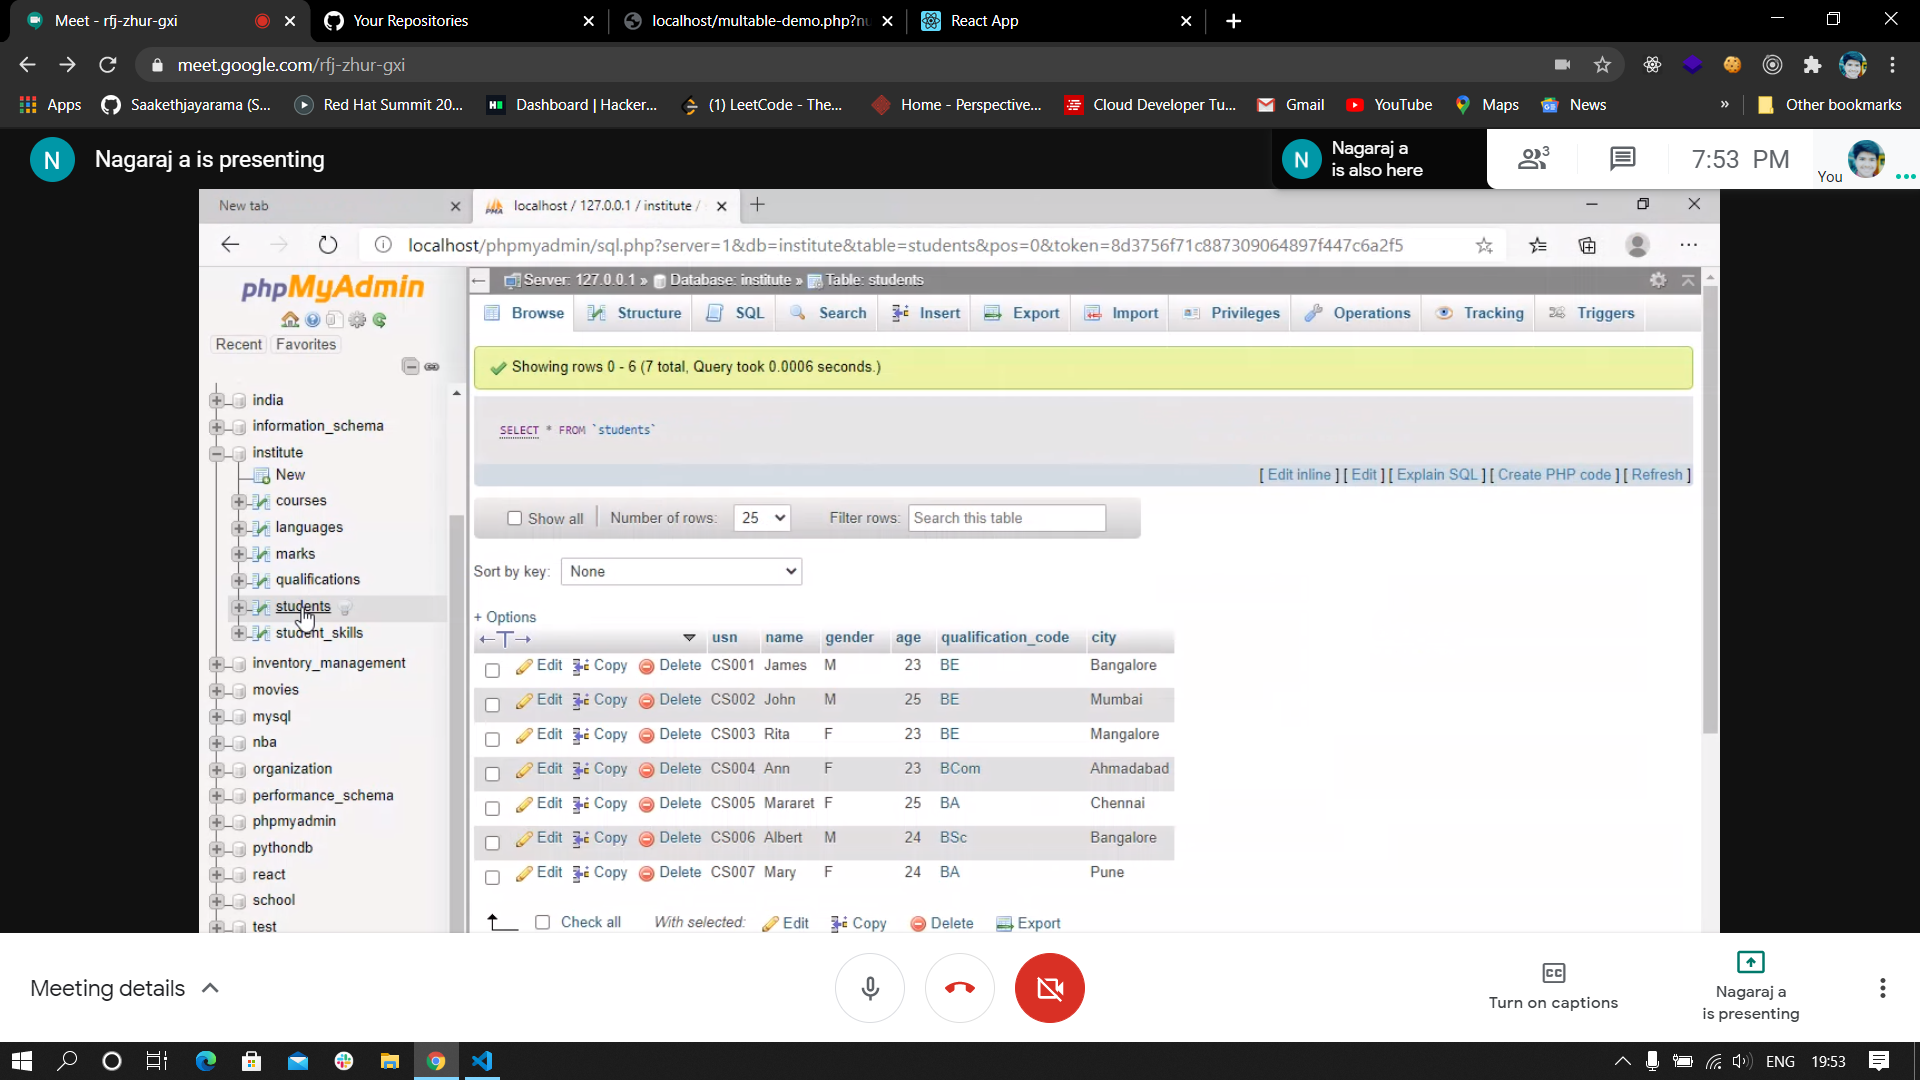 Meet - rfj-zhur-gxi
Your Repositories
localhost/multable-demo.php?nu
React App
meet.google.com/rfj-zhur-gxi
Apps
Saakethjayarama (S...
Red Hat Summit 20...
Dashboard | Hacker...
(1) LeetCode - The...
Home - Perspective...
Cloud Developer Tu...
Gmail
YouTube
Maps
News
»
Other bookmarks
N
Nagaraj a is presenting
N
Nagaraj a
is also here
3
7:53 PM
You
New tab
localhost / 127.0.0.1 / institute /
localhost/phpmyadmin/sql.php?server=1&db=institute&table=students&pos=0&token=8d3756f71c887309064897f447c6a2f5
phpMyAdmin
Recent
Favorites
india
information_schema
institute
New
courses
languages
marks
qualifications
students
student_skills
inventory_management
movies
mysql
nba
organization
performance_schema
phpmyadmin
pythondb
react
school
test
Server: 127.0.0.1 » Database: institute » Table: students
Browse
Structure
SQL
Search
Insert
Export
Import
Privileges
Operations
Tracking
Triggers
Showing rows 0 - 6 (7 total, Query took 0.0006 seconds.)
SELECT * FROM `students`
[ Edit inline ] [ Edit ] [ Explain SQL ] [ Create PHP code ] [ Refresh ]
Show all
Number of rows: 25
Filter rows: Search this table
Sort by key: None
+ Options
usn name gender age qualification_code city
Edit Copy Delete CS001 James M 23 BE Bangalore
Edit Copy Delete CS002 John M 25 BE Mumbai
Edit Copy Delete CS003 Rita F 23 BE Mangalore
Edit Copy Delete CS004 Ann F 23 BCom Ahmadabad
Edit Copy Delete CS005 Mararet F 25 BA Chennai
Edit Copy Delete CS006 Albert M 24 BSc Bangalore
Edit Copy Delete CS007 Mary F 24 BA Pune
Check all With selected: Edit Copy Delete Export
Meeting details
CC
Turn on captions
Nagaraj a
is presenting
ENG
19:53